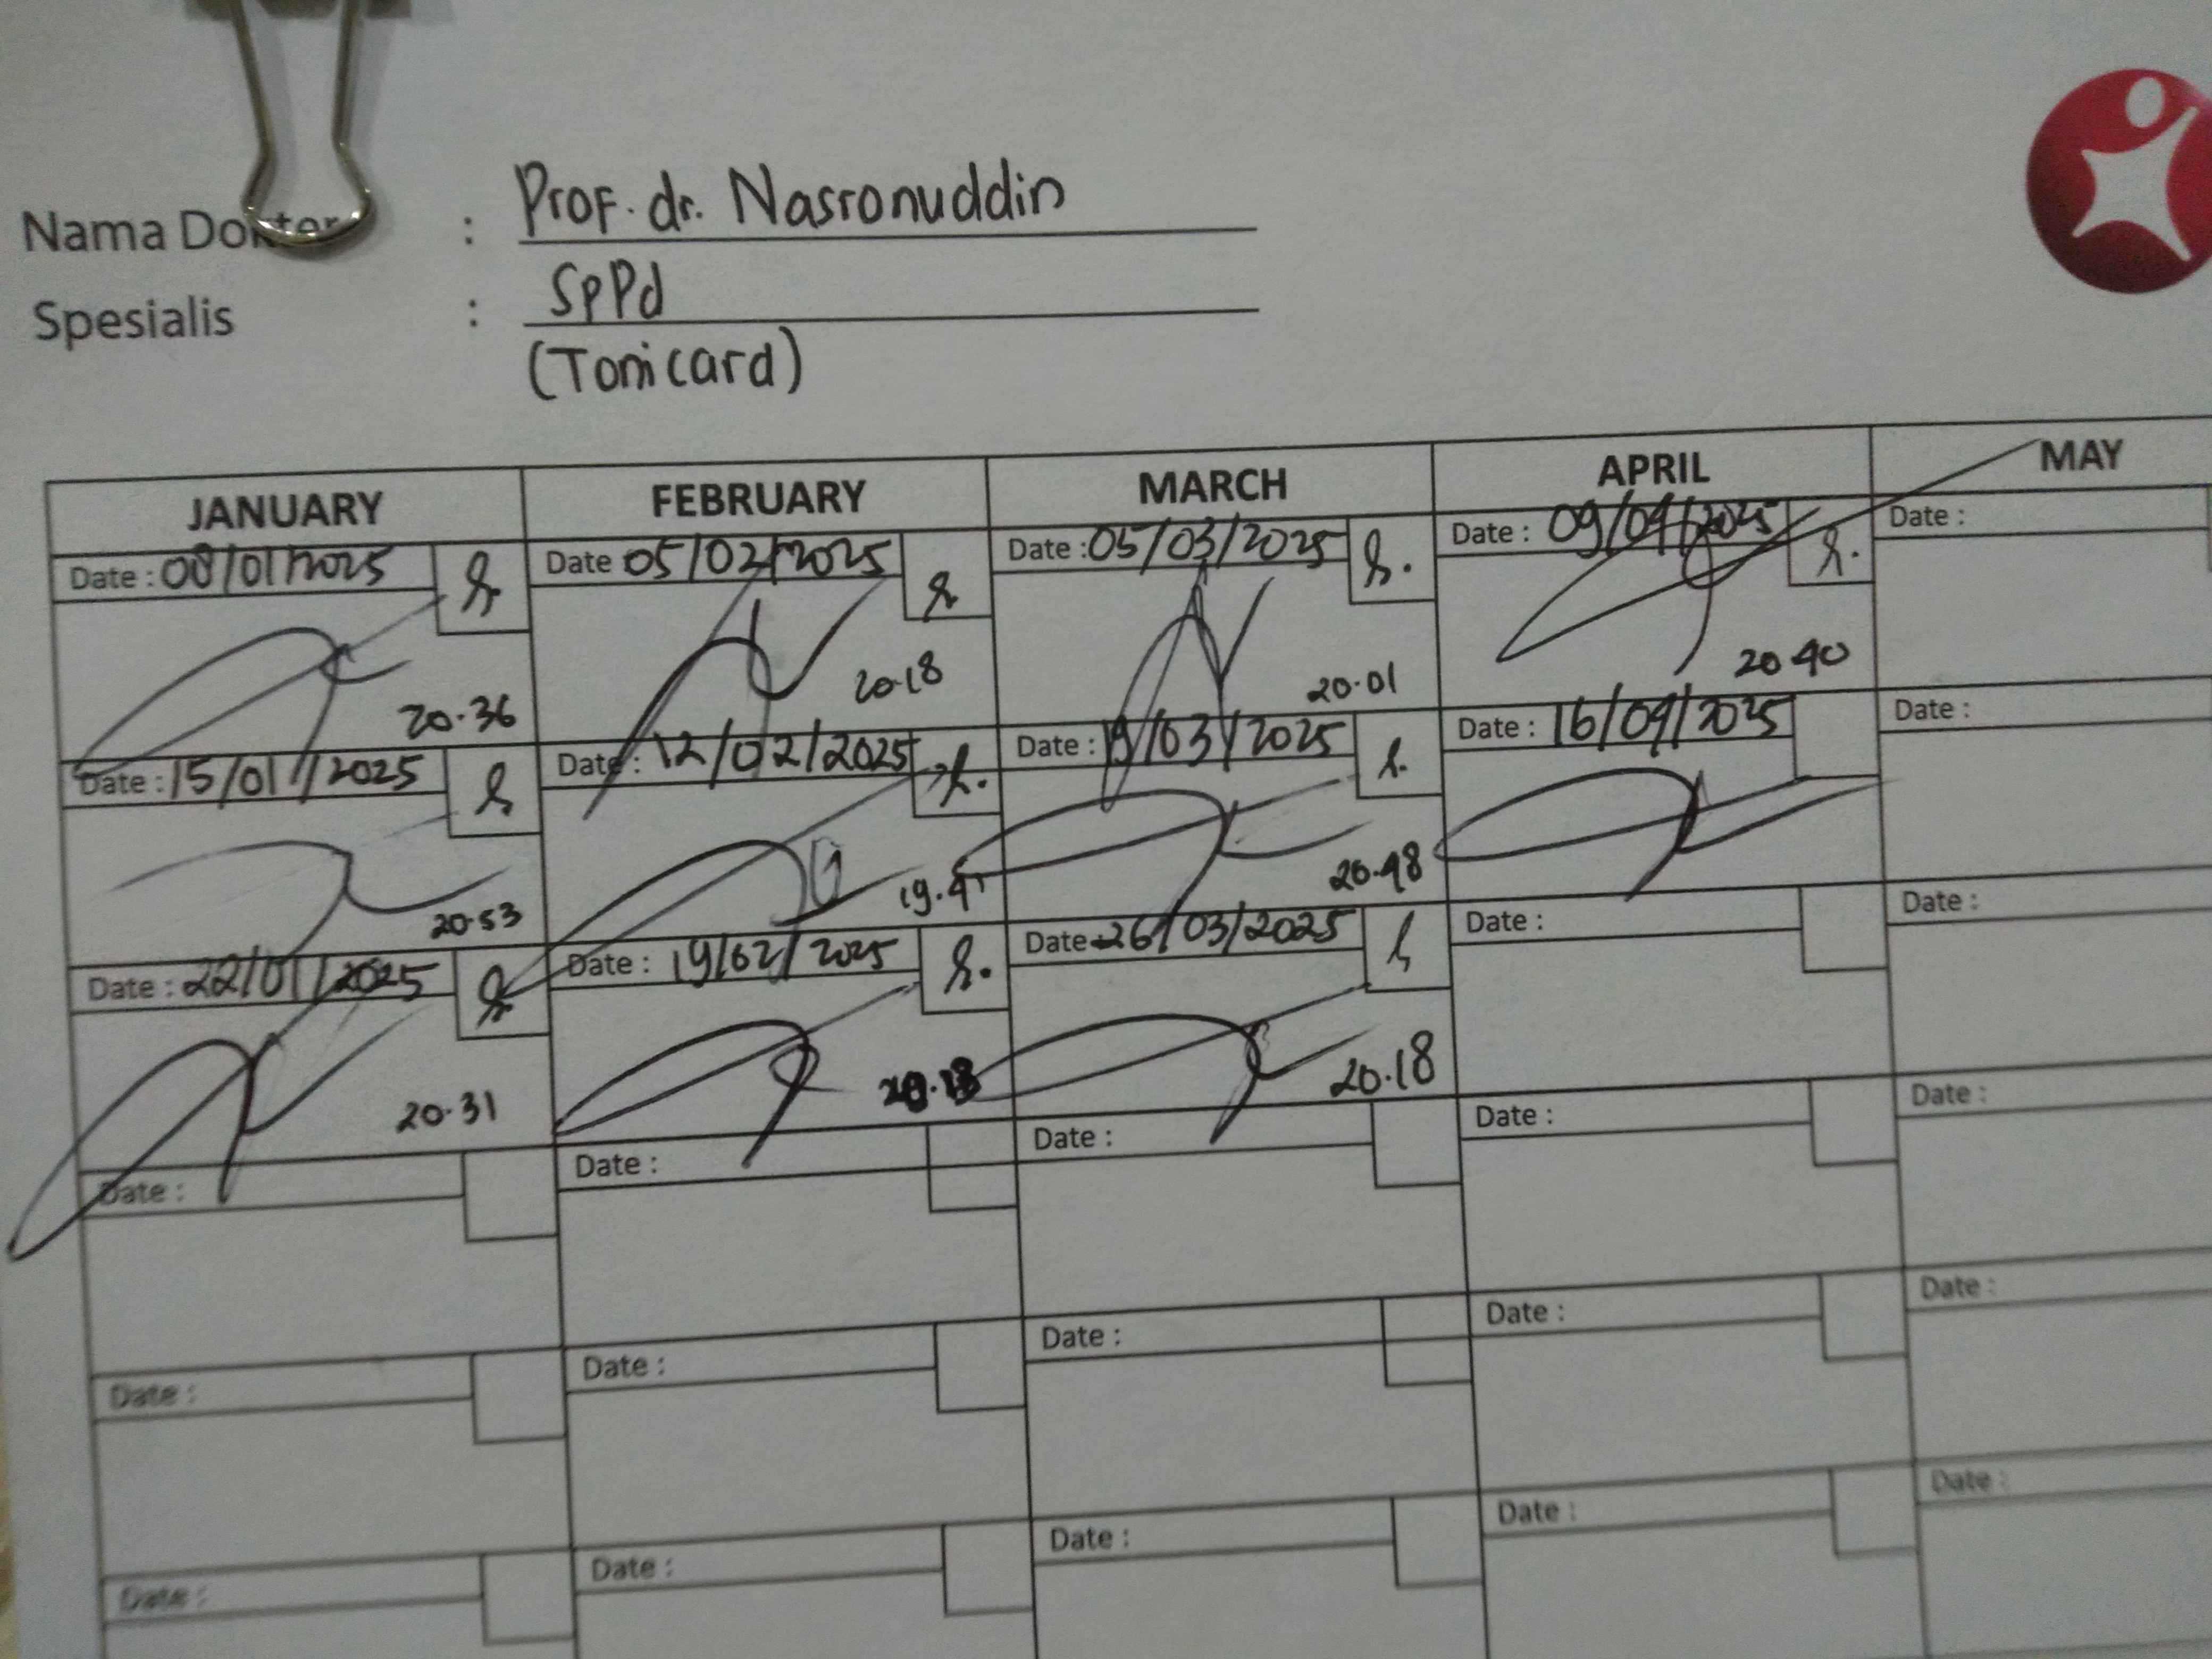 Nama Dokter : Prof. dr. Nasronuddin
Spesialis : SpPd
(Tonicard)
JANUARY FEBRUARY MARCH APRIL MAY
Date : 08/01/2025 Date 05/02/2025 Date : 05/03/2025 Date : 09/04/2025 Date :
20.36 20.18 20.01 20.40
Date : 15/01/2025 Date : 12/02/2025 Date : 19/03/2025 Date : 16/04/2025 Date :
20.53 20.48
Date : 22/01/2025 Date : 19/02/2025 Date 26/03/2025 Date : Date :
20.31 20.18
Date : Date : Date : Date : Date :
Date : Date : Date : Date : Date :
Date : Date : Date : Date : Date :